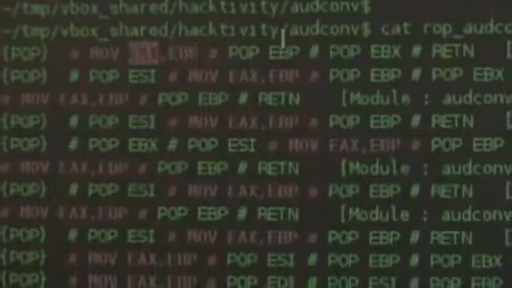 ~/tmp/vbox_shared/hacktivity/audconv$
~/tmp/vbox_shared/hacktivity/audconv$ cat rop_audco
{POP} # MOV EAX,EBP # POP EBP # POP EBX # RETN [
{POP} # POP ESI # MOV EAX,EBP # POP EBP # POP EBX
# MOV EAX,EBP # POP EBP # RETN [Module : audconv
{POP} # POP ESI # MOV EAX,EBP # POP EBP # RETN [
{POP} # POP EBX # POP ESI # MOV EAX,EBP # POP EBP
# MOV EAX,EBP # POP EBP # RETN [Module : audconv
{POP} # POP ESI # MOV EAX,EBP # POP EBP # RETN [
# MOV EAX,EBP # POP EBP # RETN [Module : audconv
{POP} # POP ESI # MOV EAX,EBP # POP EBP # RETN [
{POP} # MOV EAX,EBP # POP ESI # POP EBP # POP EBX
{POP} # MOV EAX,EBP # POP EDI # POP ESI # POP EBP